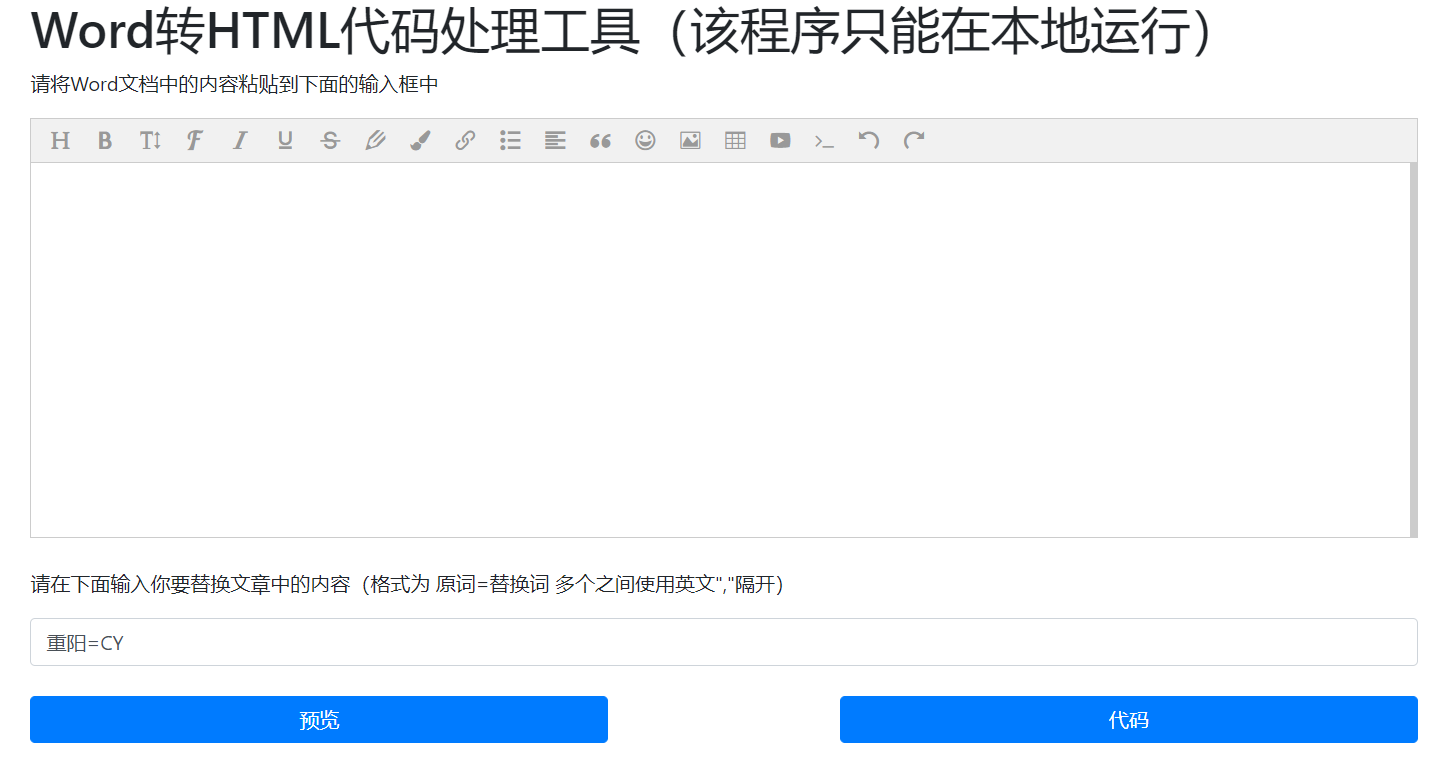 Word转HTML代码处理工具（该程序只能在本地运行）
请将Word文档中的内容粘贴到下面的输入框中
请在下面输入你要替换文章中的内容（格式为 原词=替换词 多个之间使用英文","隔开）
重阳=CY
预览 代码